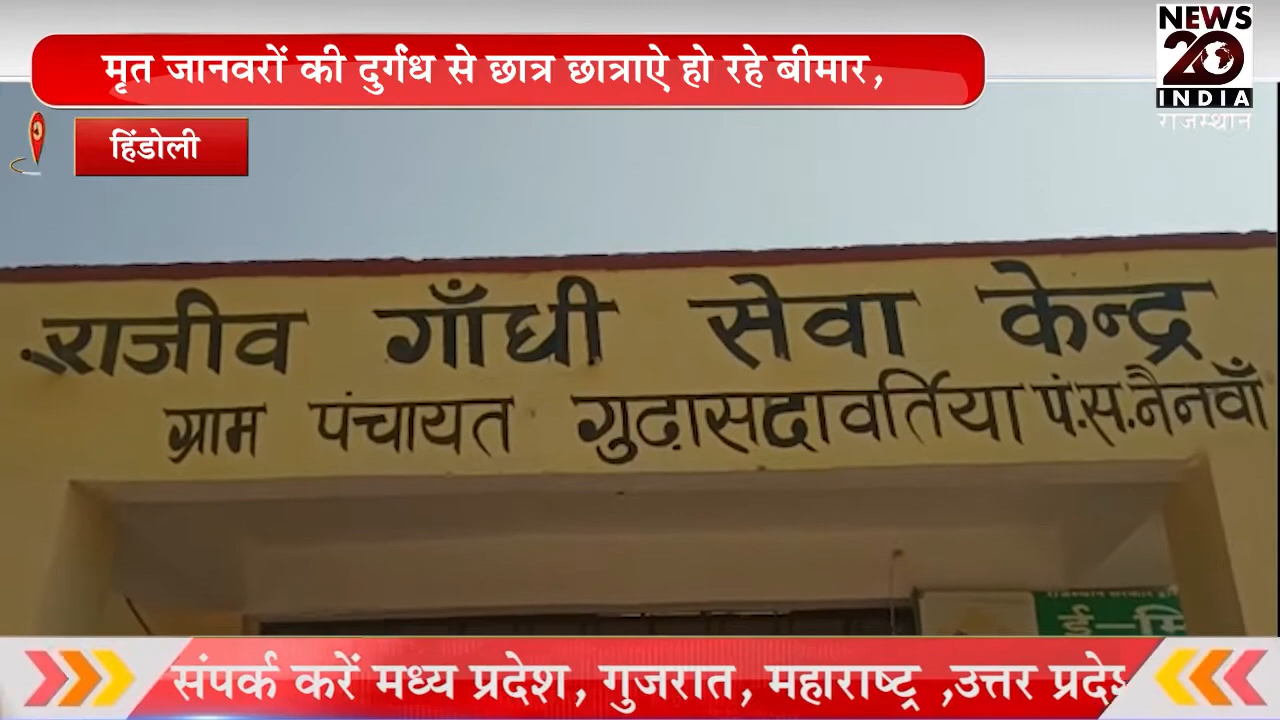 मृत जानवरों की दुर्गंध से छात्र छात्राऐ हो रहे बीमार,
NEWS
20
INDIA
राजस्थान
हिंडोली
राजीव गाँधी सेवा केन्द्र
ग्राम पंचायत गुढ़ासदावर्तिया पं.स.नैनवाँ
ई-मि
संपर्क करें मध्य प्रदेश, गुजरात, महाराष्ट्र ,उत्तर प्रदेश